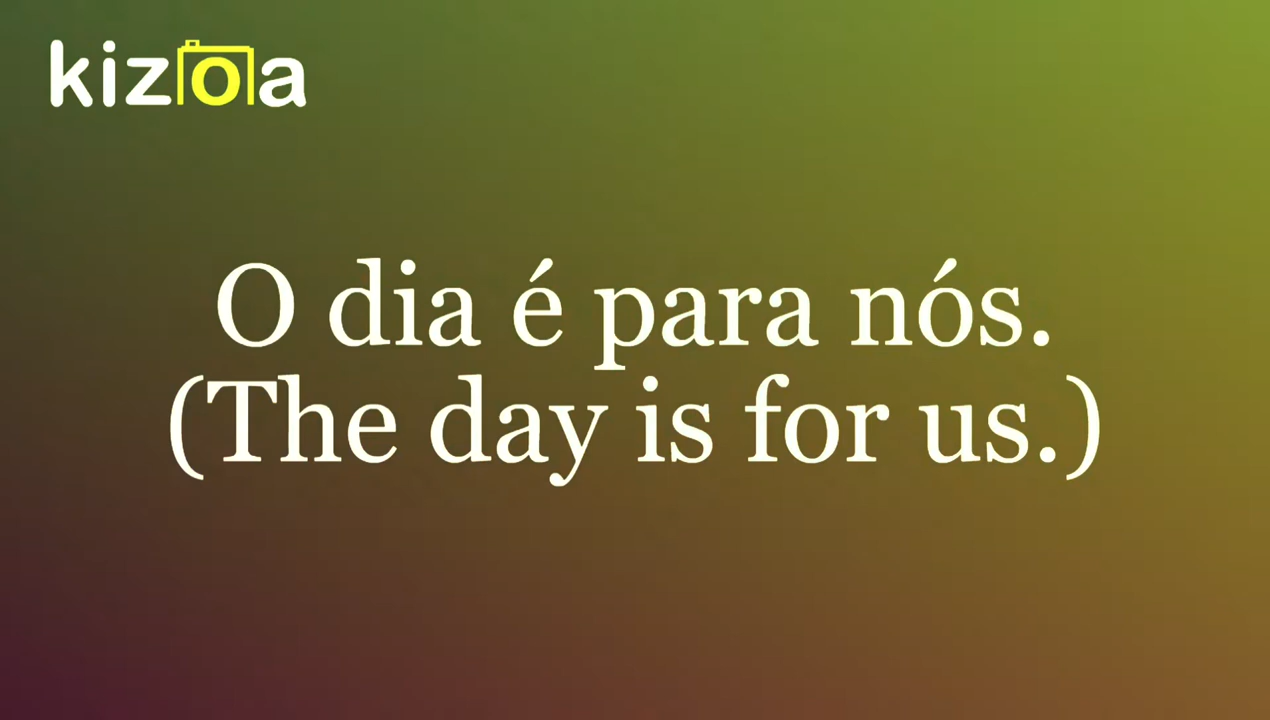 kizoa
O dia é para nós.
(The day is for us.)